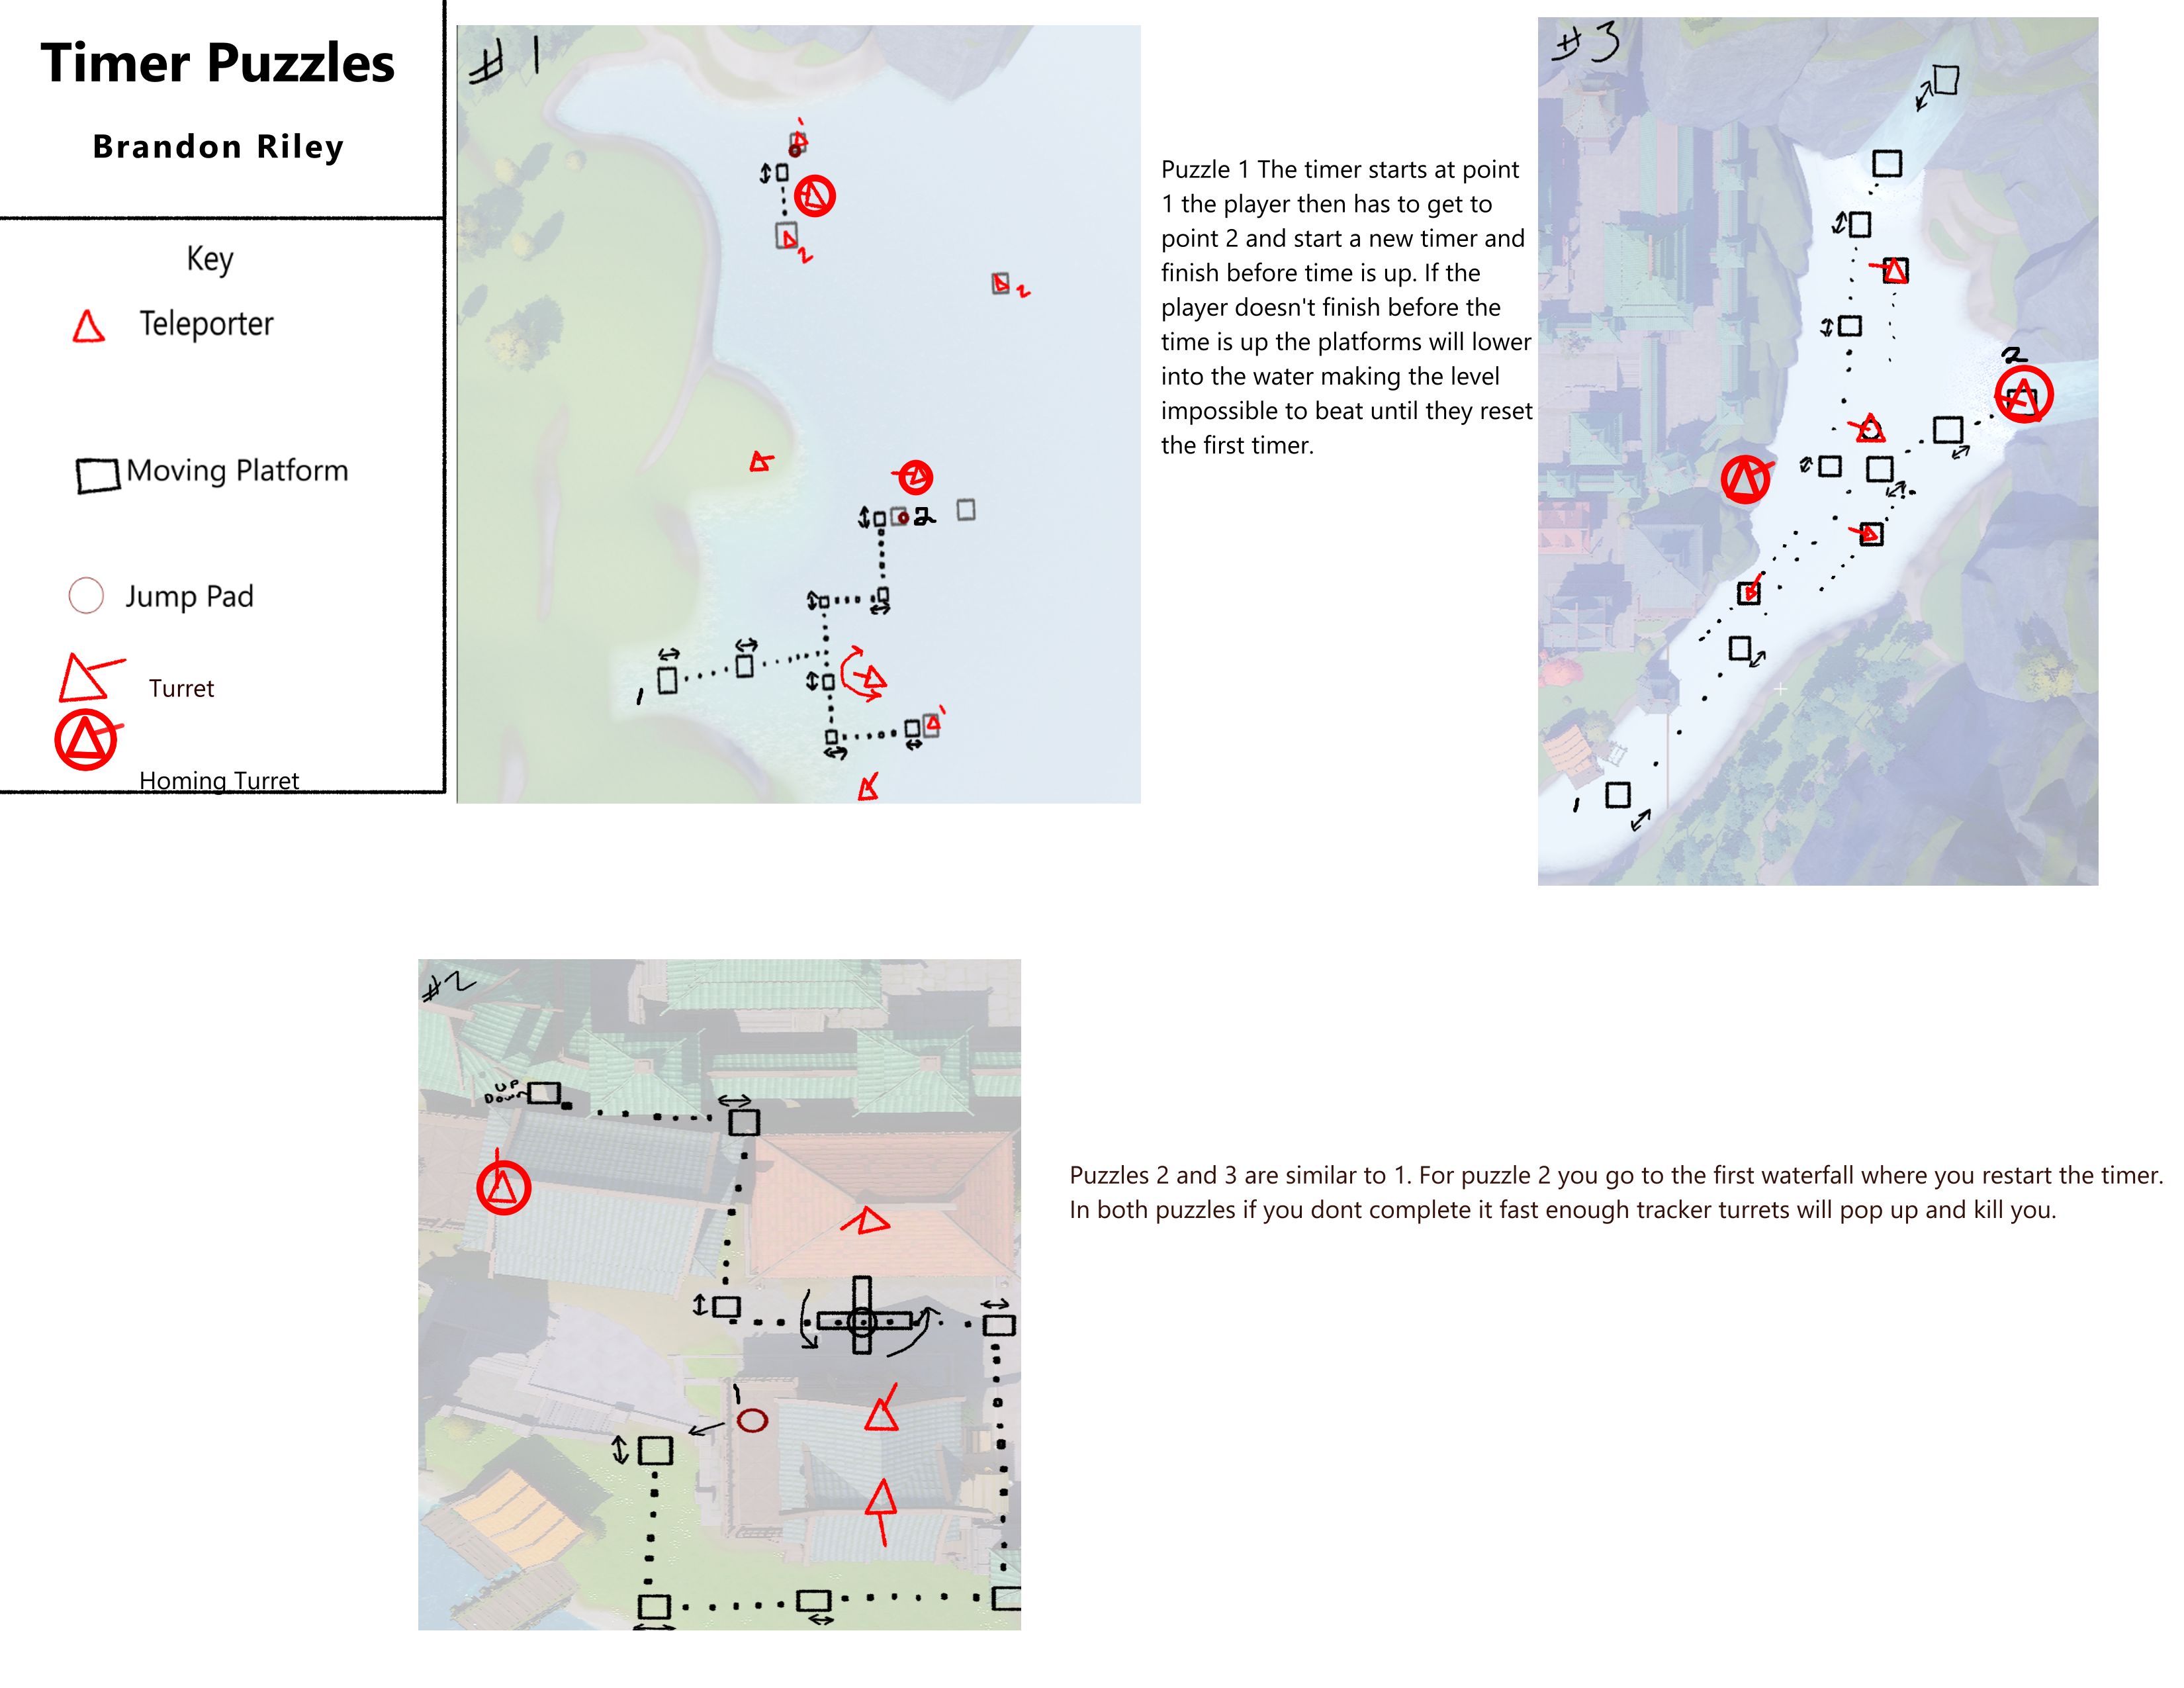 Timer Puzzles
Brandon Riley
Key
Teleporter
Moving Platform
Jump Pad
Turret
Homing Turret
#1
1
2
2
2
1
1
Puzzle 1 The timer starts at point
1 the player then has to get to
point 2 and start a new timer and
finish before time is up. If the
player doesn't finish before the
time is up the platforms will lower
into the water making the level
impossible to beat until they reset
the first timer.
#3
2
1
#2
UP
Down
1
Puzzles 2 and 3 are similar to 1. For puzzle 2 you go to the first waterfall where you restart the timer.
In both puzzles if you dont complete it fast enough tracker turrets will pop up and kill you.